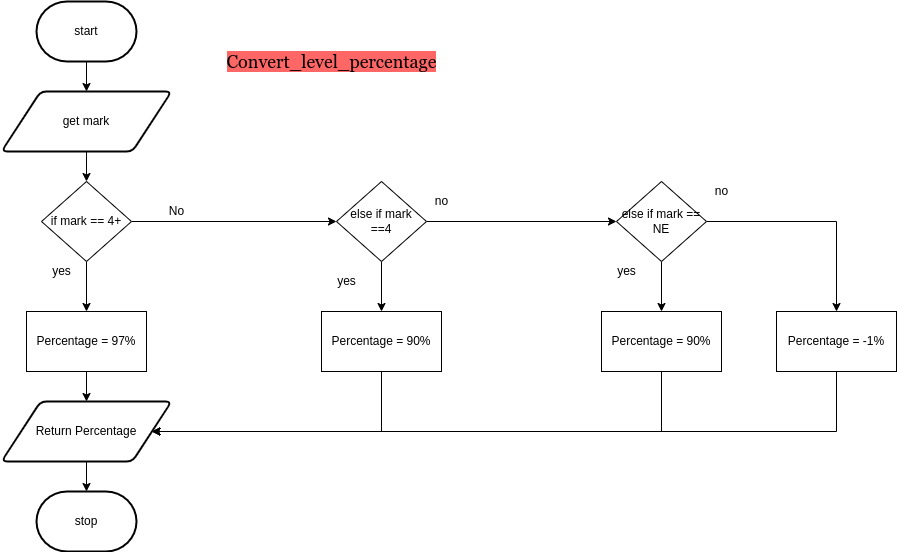 start
Convert_level_percentage
get mark
if mark == 4+
No
else if mark
==4
no
else if mark ==
NE
no
yes
yes
yes
Percentage = 97%
Percentage = 90%
Percentage = 90%
Percentage = -1%
Return Percentage
stop